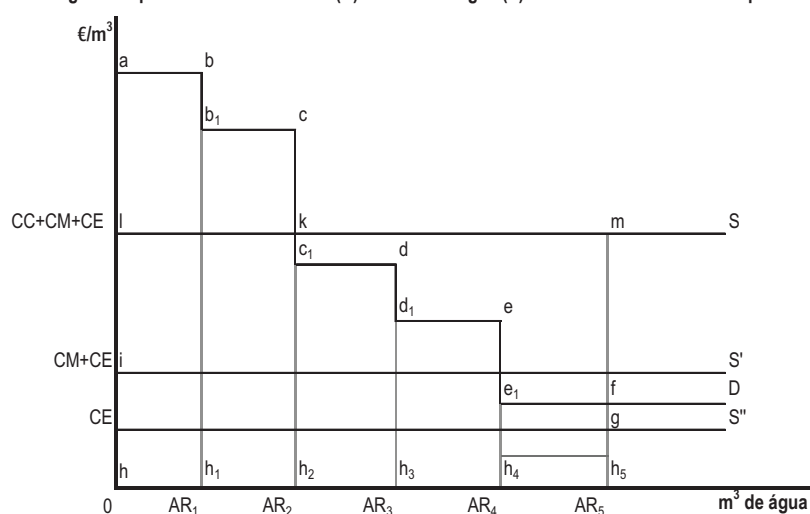 €/m³
a b
b₁ c
CC+CM+CE l k m S
c₁ d
d₁ e
CM+CE i S'
e₁ f D
CE g S"
h h₁ h₂ h₃ h₄ h₅
0 AR₁ AR₂ AR₃ AR₄ AR₅ m³ de água